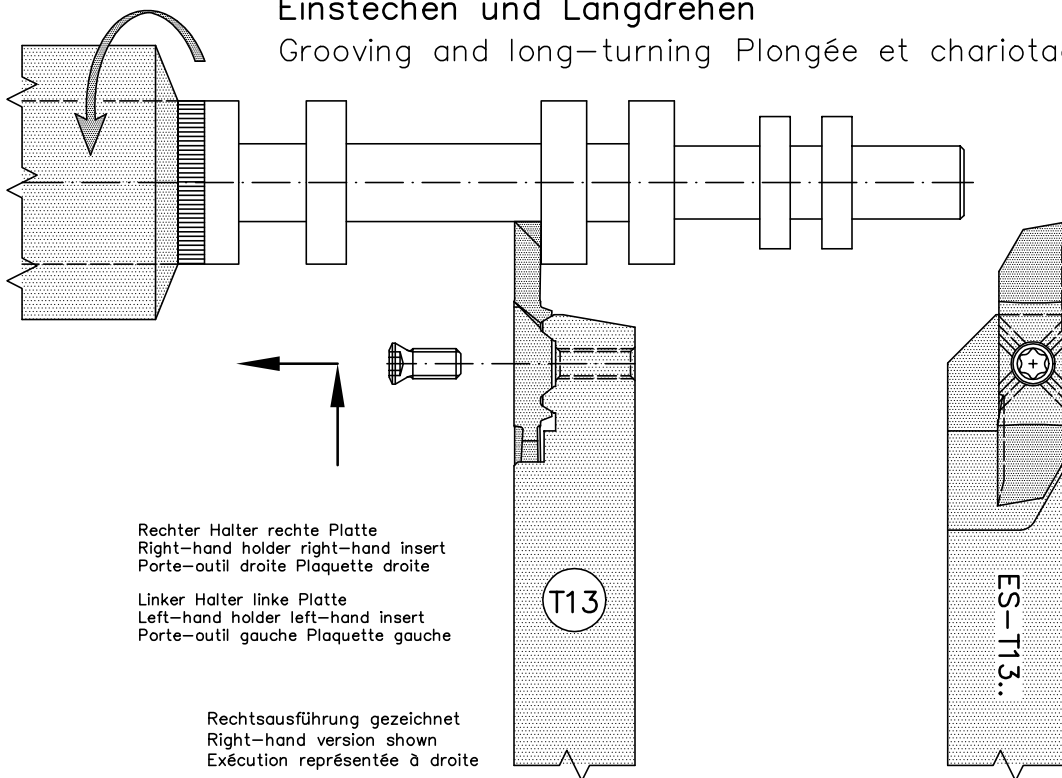 Einstechen und Langdrehen
Grooving and long-turning Plongée et
Rechter Halter rechte Platte
Right-hand holder right-hand insert
Porte-outil droite Plaquette droite
Linker Halter linke Platte
Left-hand holder left-hand insert
Porte-outil gauche Plaquette gauche
T13
ES-T13..
Rechtsausführung gezeichnet
Right-hand version shown
Exécution représentée à droite